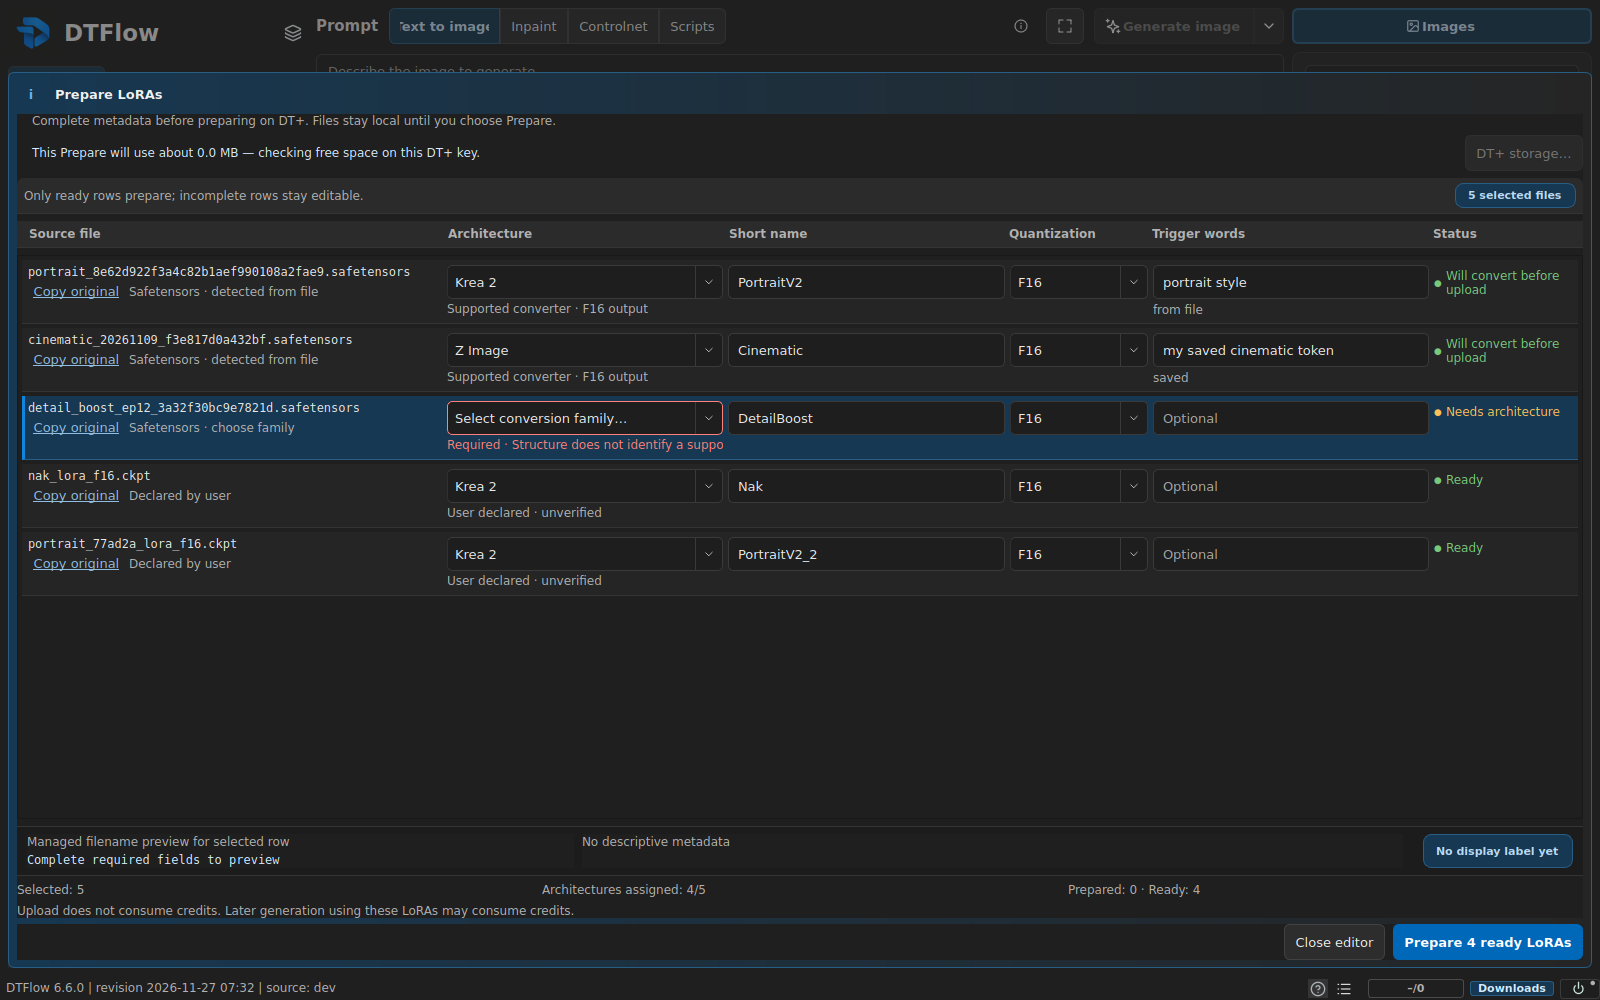 DTFlow
Prompt
Text to image
Inpaint
Controlnet
Scripts
Generate image
Images
Describe the image to generate
i
Prepare LoRAs
Complete metadata before preparing on DT+. Files stay local until you choose Prepare.
This Prepare will use about 0.0 MB — checking free space on this DT+ key.
DT+ storage…
Only ready rows prepare; incomplete rows stay editable.
5 selected files
Source file
Architecture
Short name
Quantization
Trigger words
Status
portrait_8e62d922f3a4c82b1aef990108a2fae9.safetensors
Copy original
Safetensors · detected from file
Krea 2
Supported converter · F16 output
PortraitV2
F16
portrait style
from file
Will convert before
upload
cinematic_20261109_f3e817d0a432bf.safetensors
Copy original
Safetensors · detected from file
Z Image
Supported converter · F16 output
Cinematic
F16
my saved cinematic token
saved
Will convert before
upload
detail_boost_ep12_3a32f30bc9e7821d.safetensors
Copy original
Safetensors · choose family
Select conversion family…
Required · Structure does not identify a suppo
DetailBoost
F16
Optional
Needs architecture
nak_lora_f16.ckpt
Copy original
Declared by user
Krea 2
User declared · unverified
Nak
F16
Optional
Ready
portrait_77ad2a_lora_f16.ckpt
Copy original
Declared by user
Krea 2
User declared · unverified
PortraitV2_2
F16
Optional
Ready
Managed filename preview for selected row
Complete required fields to preview
No descriptive metadata
No display label yet
Selected: 5
Architectures assigned: 4/5
Prepared: 0 · Ready: 4
Upload does not consume credits. Later generation using these LoRAs may consume credits.
Close editor
Prepare 4 ready LoRAs
DTFlow 6.6.0 | revision 2026-11-27 07:32 | source: dev
–/0
Downloads